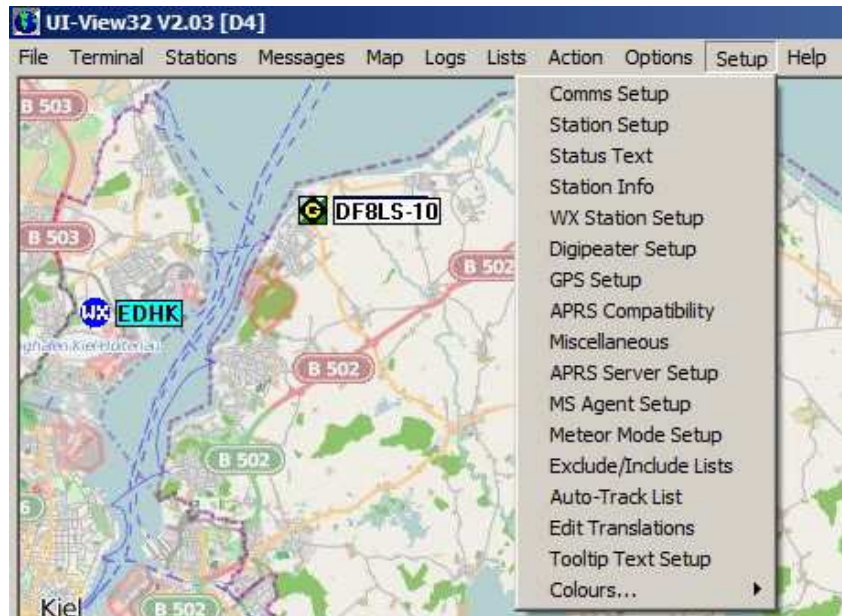 UI-View32 V2.03 [D4]
File Terminal Stations Messages Map Logs Lists Action Options Setup Help
Comms Setup
Station Setup
Status Text
Station Info
WX Station Setup
Digipeater Setup
GPS Setup
APRS Compatibility
Miscellaneous
APRS Server Setup
MS Agent Setup
Meteor Mode Setup
Exclude/Include Lists
Auto-Track List
Edit Translations
Tooltip Text Setup
Colours...
B 503
G DF8LS-10
B 503
B 502
WX EDHK
B 502
B 502
6
Kiel
B 502